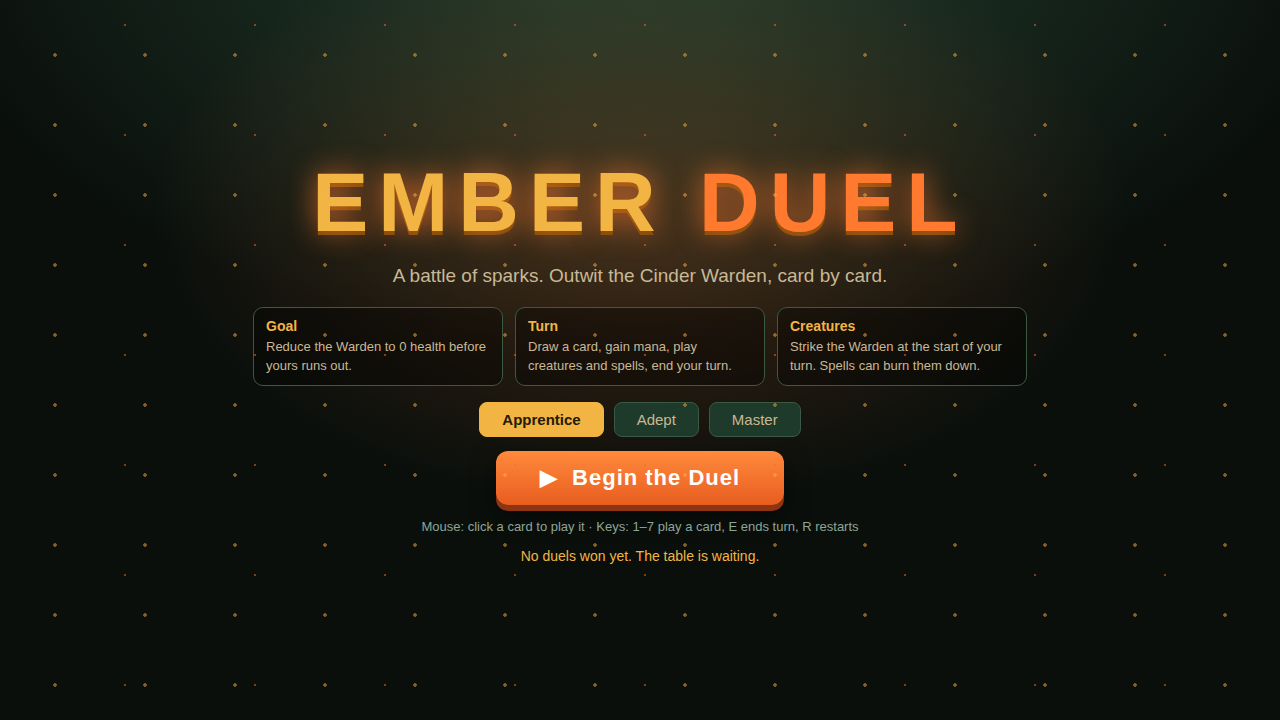 EMBER DUEL
A battle of sparks. Outwit the Cinder Warden, card by card.
Goal
Reduce the Warden to 0 health before
yours runs out.
Turn
Draw a card, gain mana, play
creatures and spells, end your turn.
Creatures
Strike the Warden at the start of your
turn. Spells can burn them down.
Apprentice
Adept
Master
▶ Begin the Duel
Mouse: click a card to play it · Keys: 1–7 play a card, E ends turn, R restarts
No duels won yet. The table is waiting.